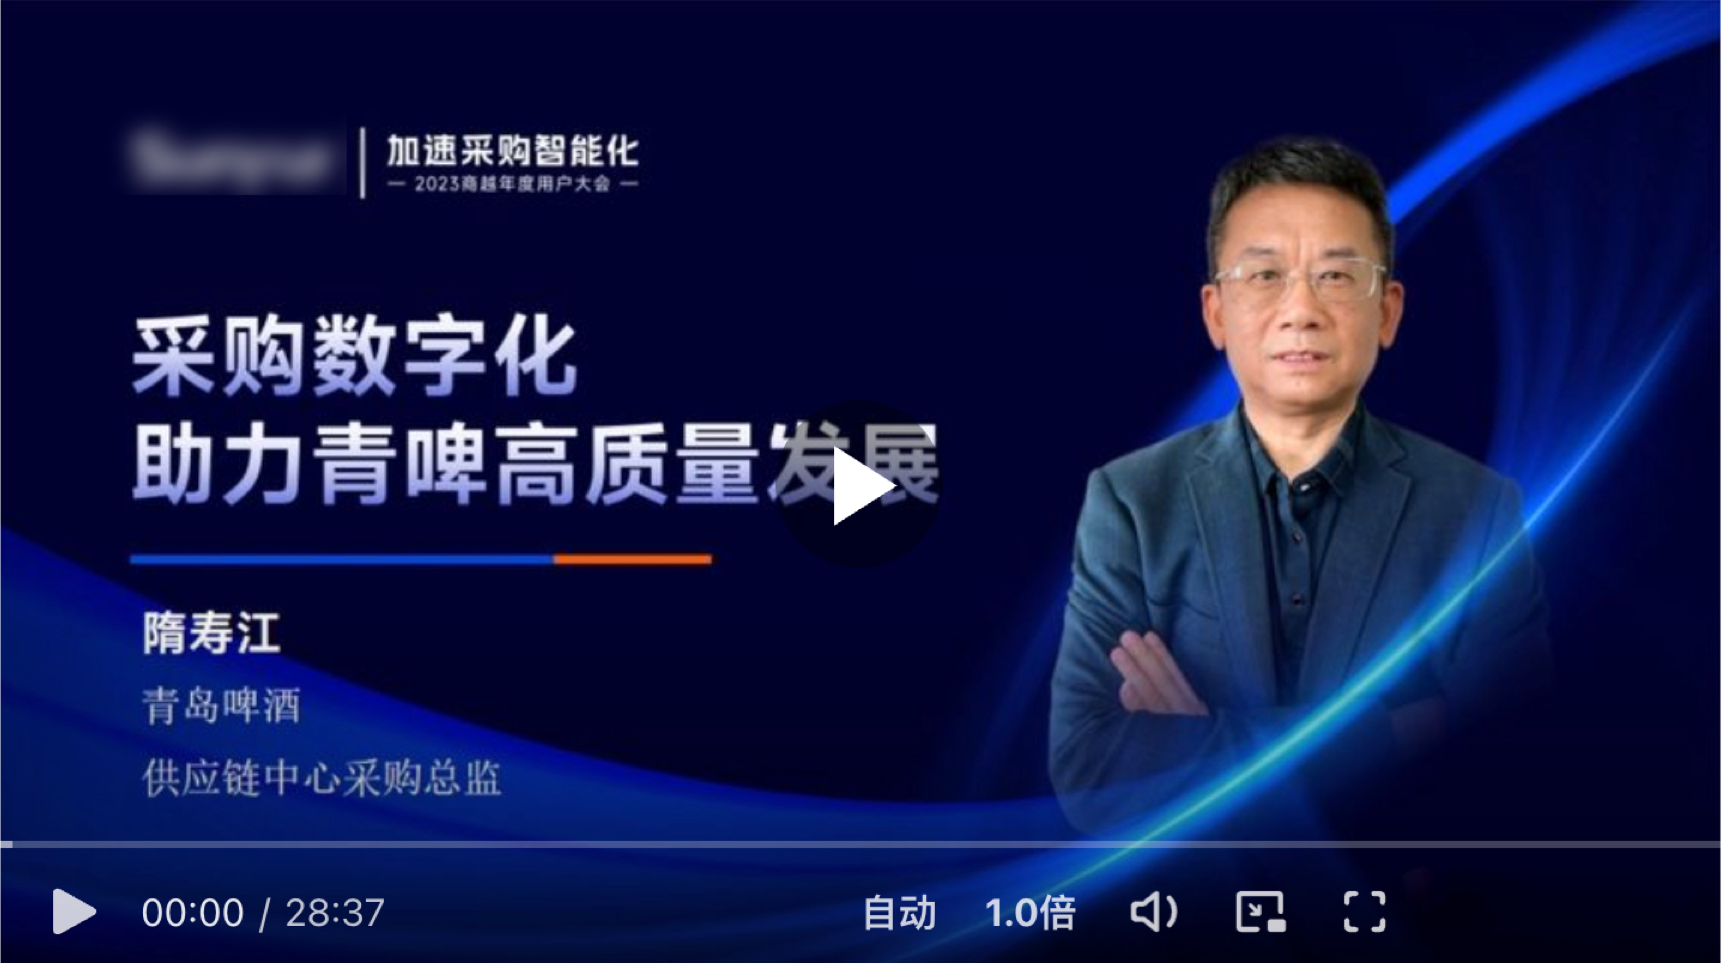 加速采购智能化
— 2023商越年度用户大会 —
采购数字化
助力青啤高质量发展
隋寿江
青岛啤酒
供应链中心采购总监
00:00 / 28:37
自动
1.0倍